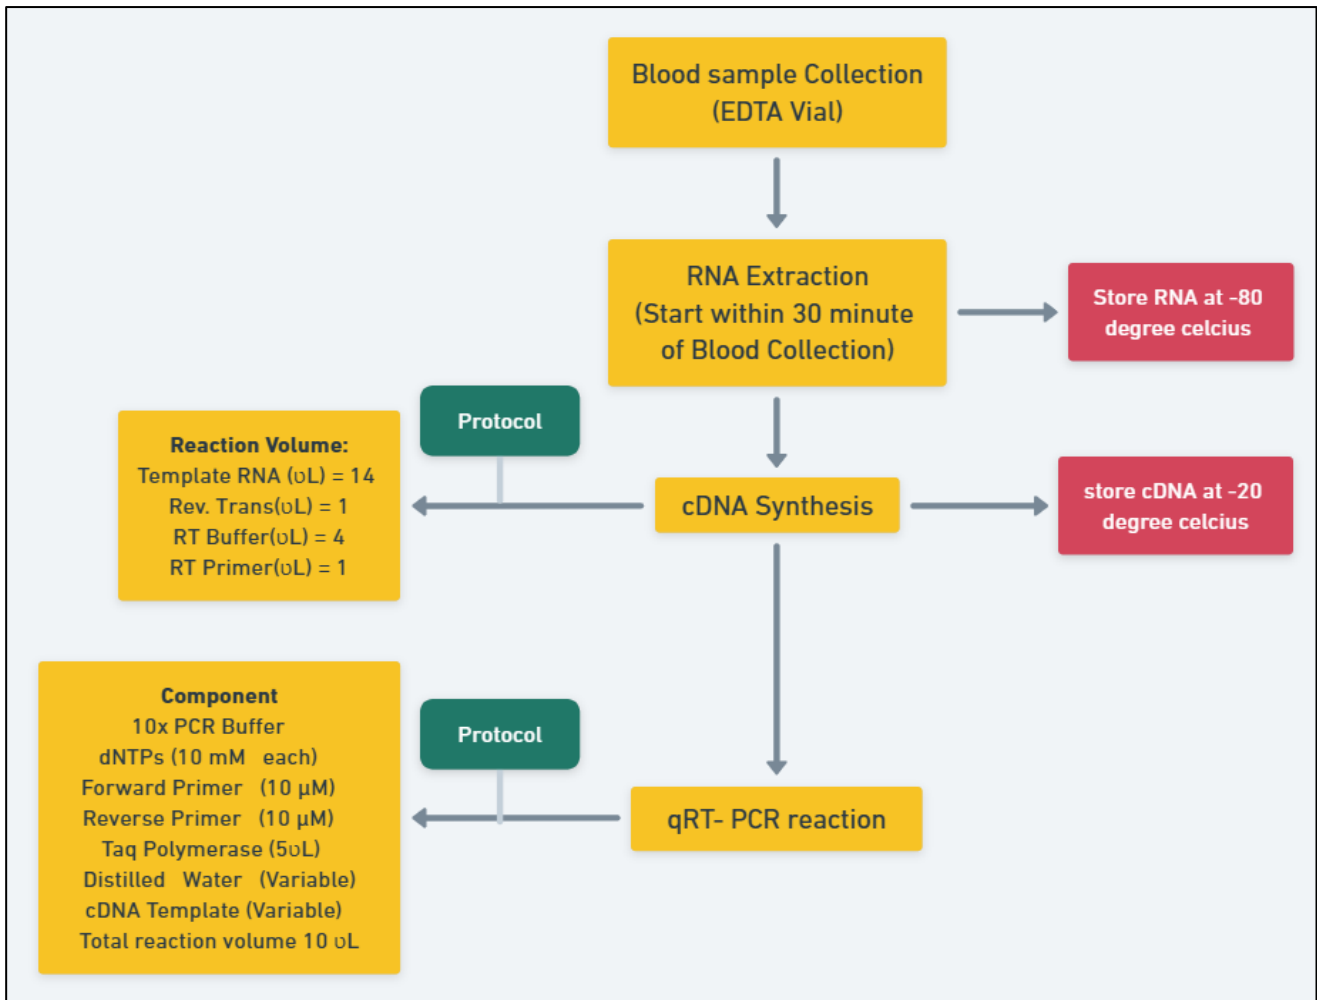 Blood sample Collection
(EDTA Vial)
RNA Extraction
(Start within 30 minute
of Blood Collection)
Store RNA at -80
degree celcius
Protocol
Reaction Volume:
Template RNA (υL) = 14
Rev. Trans(υL) = 1
RT Buffer(υL) = 4
RT Primer(υL) = 1
cDNA Synthesis
store cDNA at -20
degree celcius
Component
10x PCR Buffer
dNTPs (10 mM each)
Forward Primer (10 μM)
Reverse Primer (10 μM)
Taq Polymerase (5υL)
Distilled Water (Variable)
cDNA Template (Variable)
Total reaction volume 10 υL
Protocol
qRT- PCR reaction